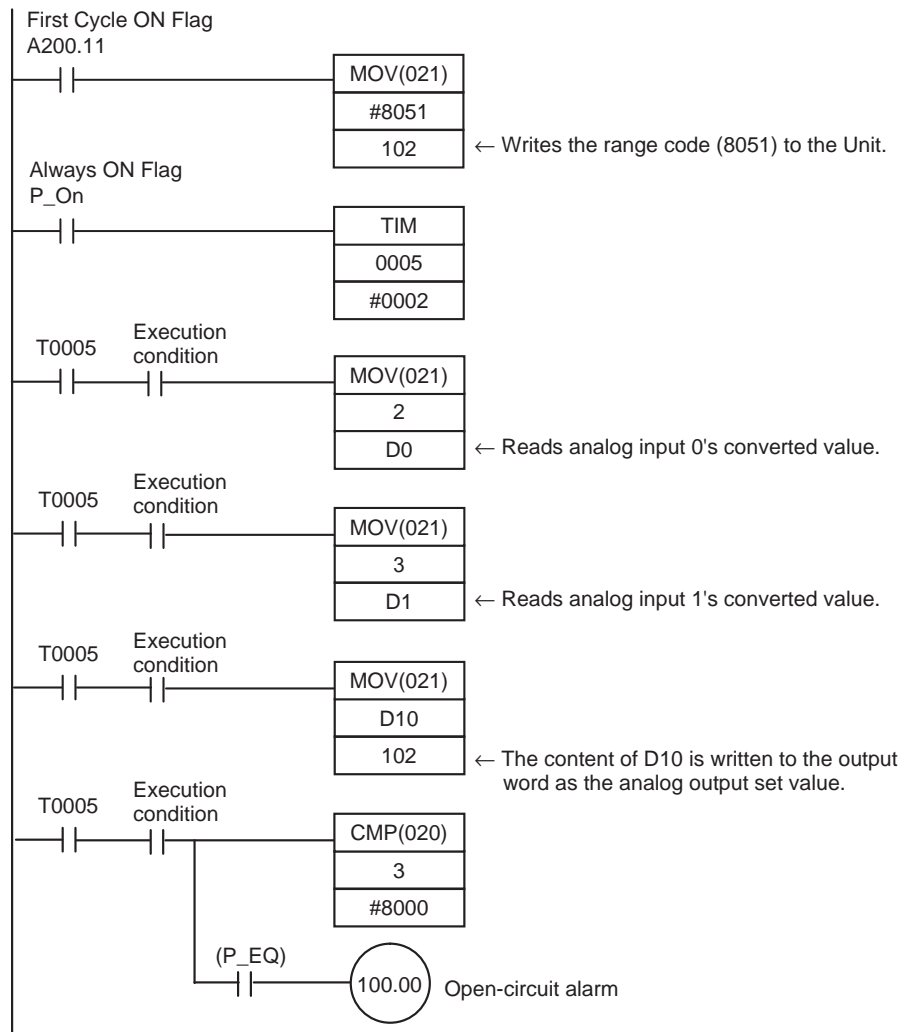 First Cycle ON Flag
A200.11
MOV(021)
#8051
102
← Writes the range code (8051) to the Unit.
Always ON Flag
P_On
TIM
0005
#0002
T0005
Execution
condition
MOV(021)
2
D0
← Reads analog input 0's converted value.
T0005
Execution
condition
MOV(021)
3
D1
← Reads analog input 1's converted value.
T0005
Execution
condition
MOV(021)
D10
102
← The content of D10 is written to the output
word as the analog output set value.
T0005
Execution
condition
CMP(020)
3
#8000
(P_EQ)
100.00
Open-circuit alarm